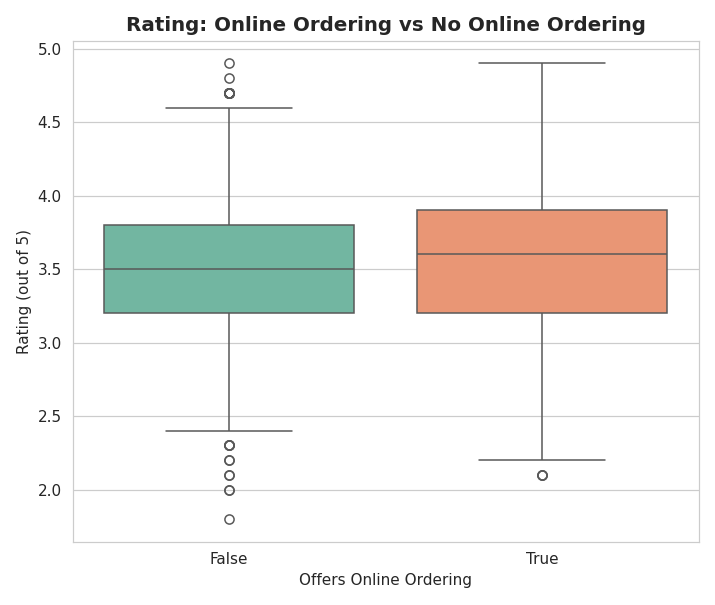 Rating: Online Ordering vs No Online Ordering
Rating (out of 5)
5.0
4.5
4.0
3.5
3.0
2.5
2.0
False True
Offers Online Ordering